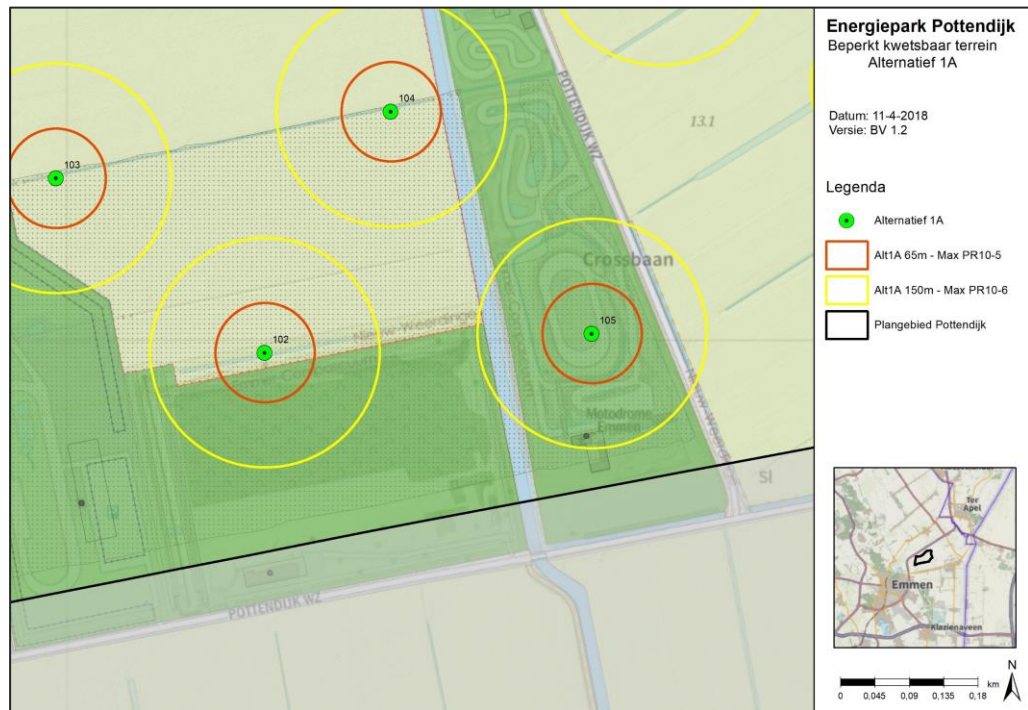 Energiepark Pottendijk
Beperkt kwetsbaar terrein
Alternatief 1A
Datum: 11-4-2018
Versie: BV 1.2
Legenda
Alternatief 1A
Alt1A 65m - Max PR10-5
Alt1A 150m - Max PR10-6
Plangebied Pottendijk
104
103
POTTENDIJK WZ
13.1
Crossbaan
105
102
Nieuw-Weerdinge
Motodrome
Emmen
SI
POTTENDIJK WZ
Ter
Apel
Emmen
Klazienaveen
N
km
0 0,045 0,09 0,135 0,18